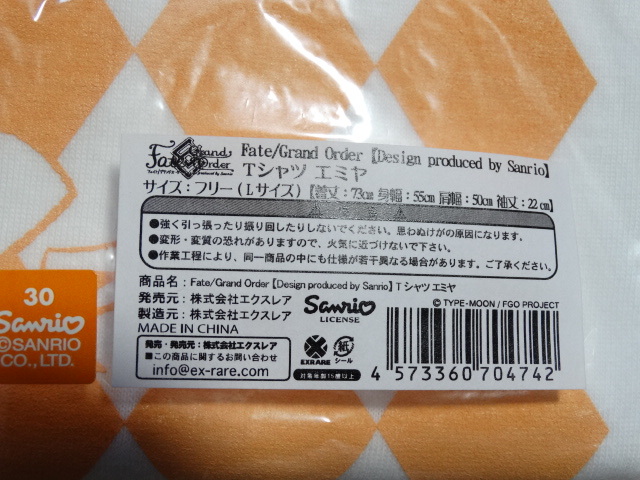 Fate/Grand Order
Fate/Grand Order【Design produced by Sanrio】
Tシャツ エミヤ
サイズ：フリー(Lサイズ)【着丈：73cm 身幅：55cm 肩幅：50cm 袖丈：22cm】
●強く引っ張ったり振り回したりしないでください。思わぬけがの原因になります。
●変形・変質の恐れがありますので、火気に近づけないで下さい。
●作業工程により、同一商品の中にも仕様が若干異なる場合があります。ご了承ください。
商品名：Fate/Grand Order【Design produced by Sanrio】Tシャツ エミヤ
発売元：株式会社エクスレア
製造元：株式会社エクスレア
MADE IN CHINA
Sanrio
LICENSE
© TYPE-MOON / FGO PROJECT
発売・発売元：株式会社エクスレア
■この商品に関するお問い合わせ
info@ex-rare.com
EXRARE
紙
シール
対象年齢15歳以上
4 573360 704742
30
Sanrio
©SANRIO
CO., LTD.